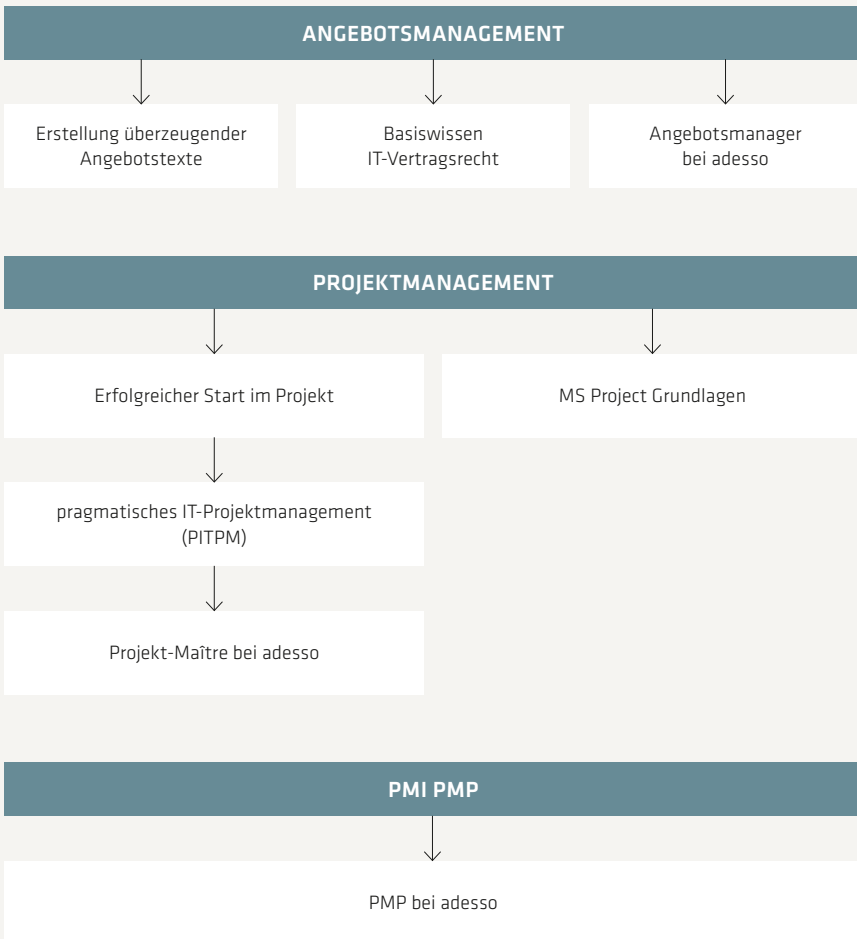 ANGEBOTSMANAGEMENT
Erstellung überzeugender
Angebotstexte
Basiswissen
IT-Vertragsrecht
Angebotsmanager
bei adesso
PROJEKTMANAGEMENT
Erfolgreicher Start im Projekt
MS Project Grundlagen
pragmatisches IT-Projektmanagement
(PITPM)
Projekt-Maître bei adesso
PMI PMP
PMP bei adesso